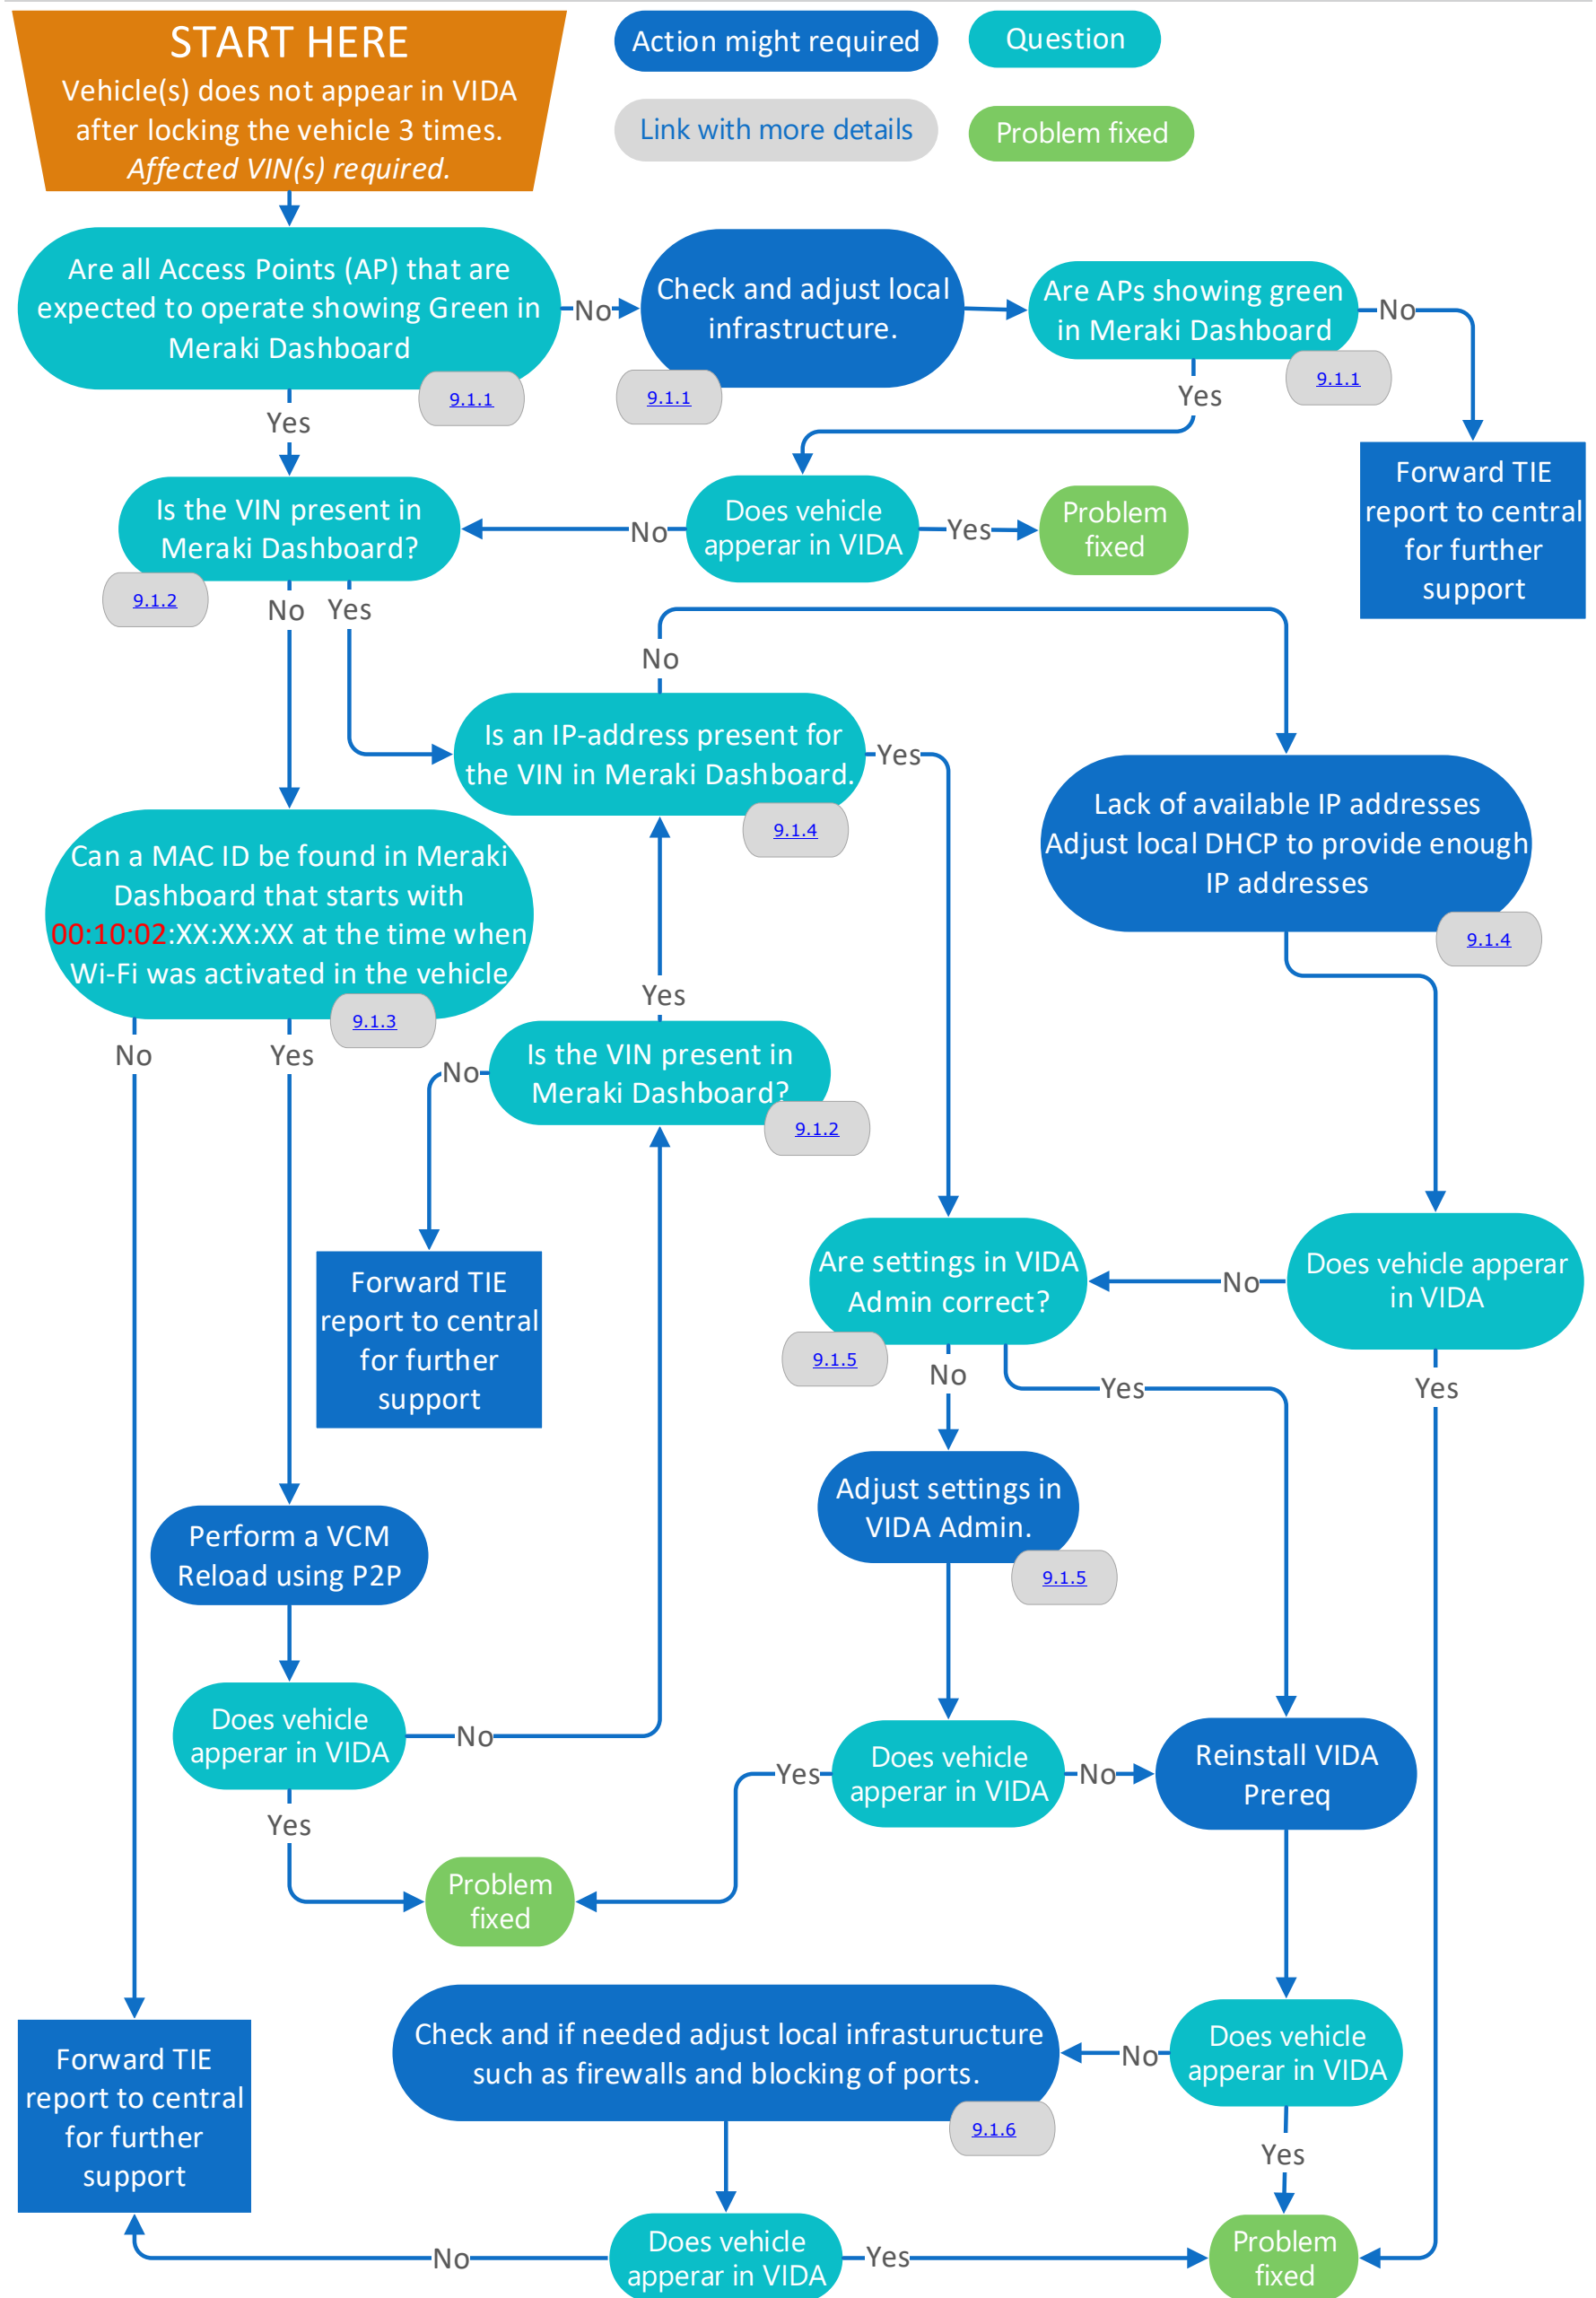 START HERE
Vehicle(s) does not appear in VIDA
after locking the vehicle 3 times.
Affected VIN(s) required.
Action might required
Question
Link with more details
Problem fixed
Are all Access Points (AP) that are
expected to operate showing Green in
Meraki Dashboard
9.1.1
No
Check and adjust local
infrastructure.
9.1.1
Are APs showing green
in Meraki Dashboard
9.1.1
No
Yes
Yes
Forward TIE
report to central
for further
support
Is the VIN present in
Meraki Dashboard?
9.1.2
No
Does vehicle
apperar in VIDA
Yes
Problem
fixed
No
Yes
No
Is an IP-address present for
the VIN in Meraki Dashboard.
9.1.4
Yes
Lack of available IP addresses
Adjust local DHCP to provide enough
IP addresses
9.1.4
Can a MAC ID be found in Meraki
Dashboard that starts with
00:10:02:XX:XX:XX at the time when
Wi-Fi was activated in the vehicle
9.1.3
No
Yes
Yes
Is the VIN present in
Meraki Dashboard?
9.1.2
No
Forward TIE
report to central
for further
support
Are settings in VIDA
Admin correct?
9.1.5
No
Does vehicle apperar
in VIDA
No
Yes
Yes
Adjust settings in
VIDA Admin.
9.1.5
Perform a VCM
Reload using P2P
Does vehicle
apperar in VIDA
No
Yes
Yes
Does vehicle
apperar in VIDA
No
Reinstall VIDA
Prereq
Problem
fixed
Check and if needed adjust local infrasturucture
such as firewalls and blocking of ports.
9.1.6
No
Does vehicle
apperar in VIDA
Yes
Forward TIE
report to central
for further
support
No
Does vehicle
apperar in VIDA
Yes
Problem
fixed